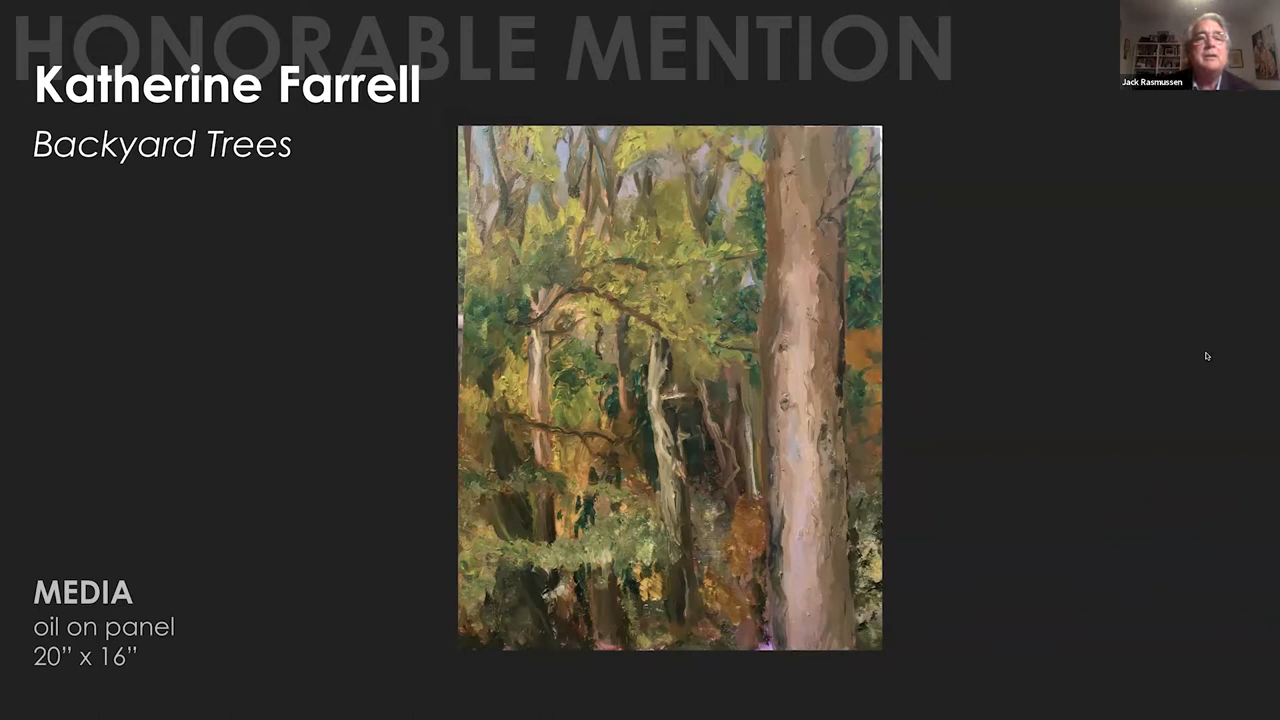 HONORABLE MENTION
Katherine Farrell
Backyard Trees
Jack Rasmussen
MEDIA
oil on panel
20” x 16”